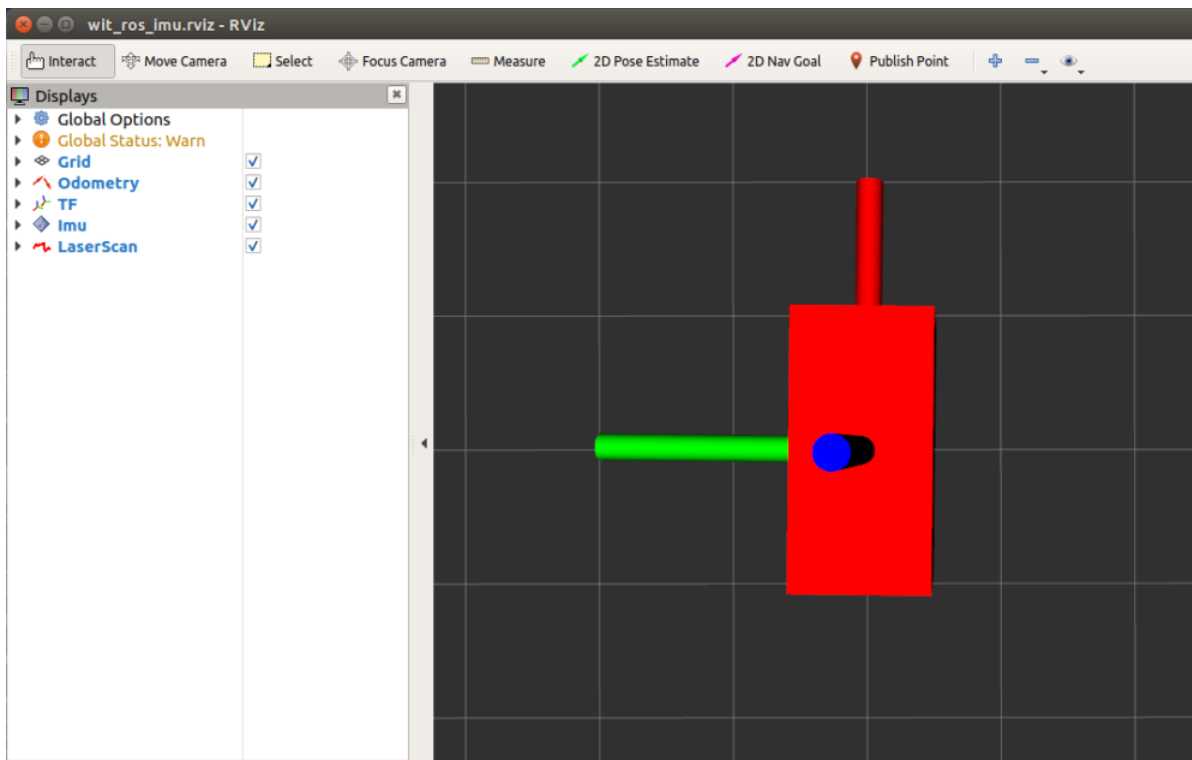 wit_ros_imu.rviz - RViz
Interact Move Camera Select Focus Camera Measure 2D Pose Estimate 2D Nav Goal Publish Point
Displays
Global Options
Global Status: Warn
Grid
Odometry
TF
Imu
LaserScan